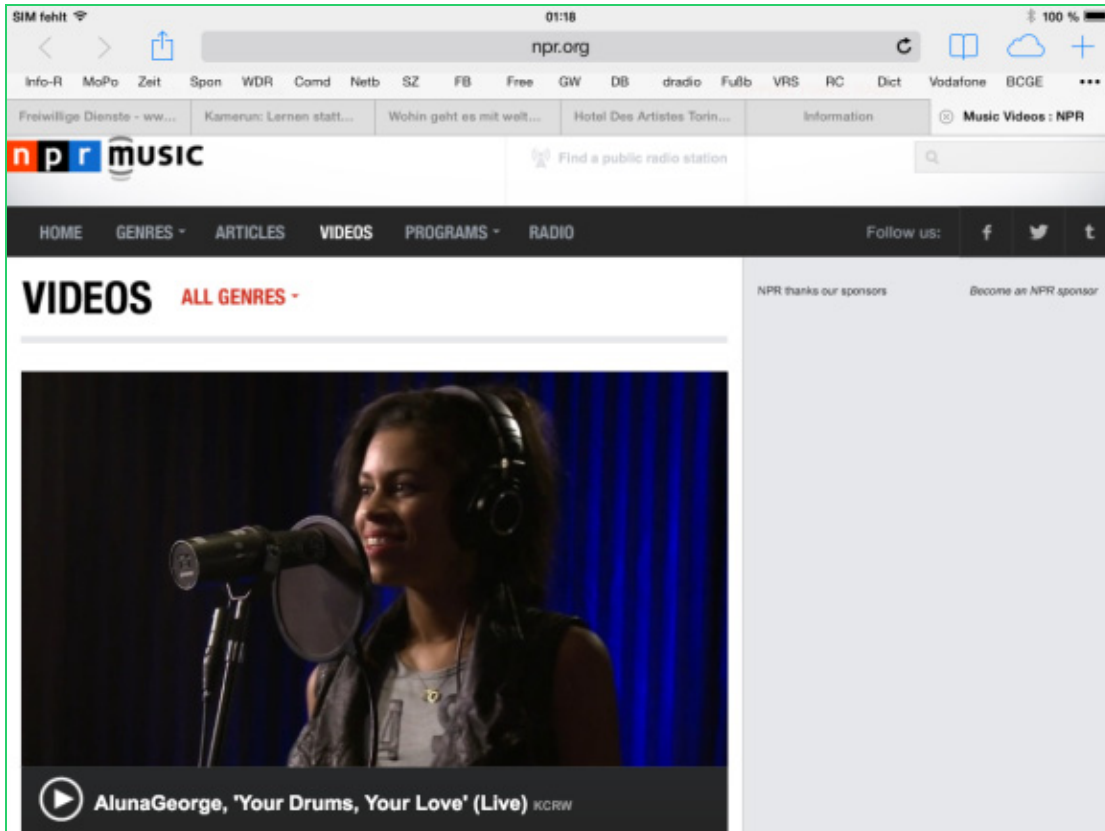 SIM fehlt 01:18 100 %
npr.org
Info-R MoPo Zeit Spon WDR Comd Netb SZ FB Free GW DB dradio Fußb VRS RC Dict Vodafone BCGE •••
Freiwillige Dienste - ww... Kamerun: Lernen statt... Wohin geht es mit welt... Hotel Des Artistes Torin... Information Music Videos : NPR
npr music Find a public radio station
HOME GENRES ARTICLES VIDEOS PROGRAMS RADIO Follow us: f t
VIDEOS ALL GENRES
NPR thanks our sponsors Become an NPR sponsor
AlunaGeorge, 'Your Drums, Your Love' (Live) KCRW